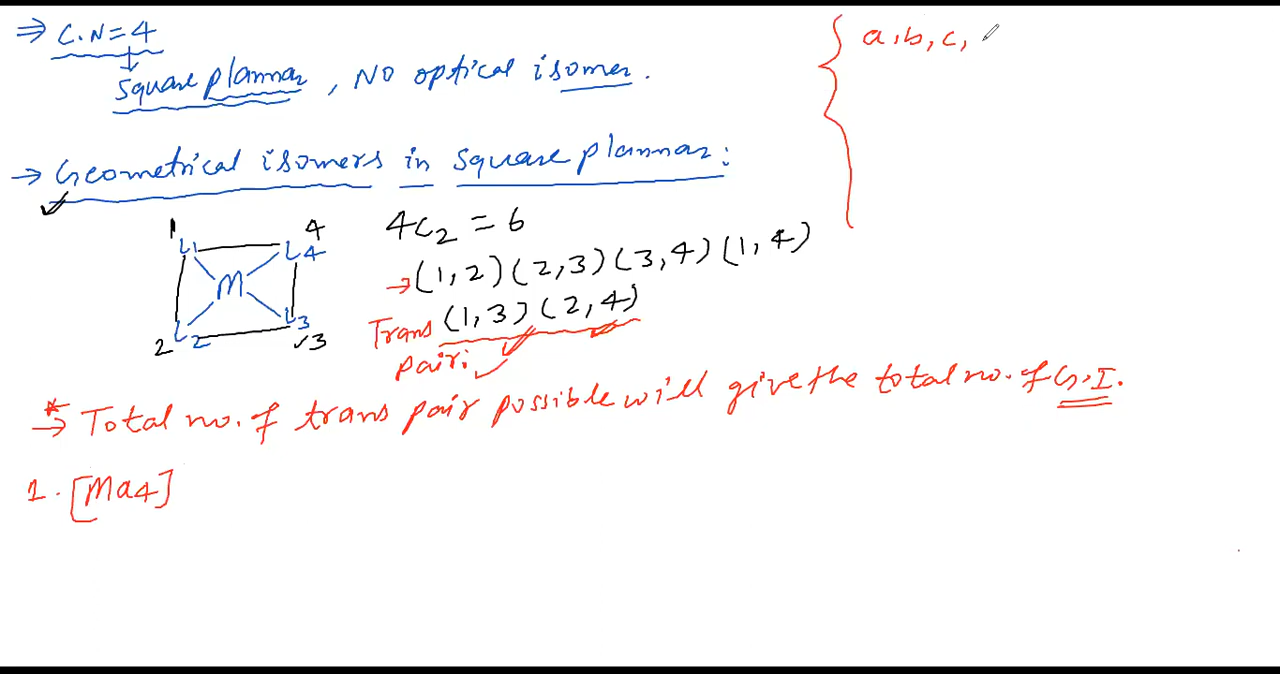 ⇒ C.N=4
Square plannar, NO optical isomer.
→ Geometrical isomers in square plannar:
1 4
L1 L4
M
L2 L3
2 3
4C2 = 6
→(1,2)(2,3)(3,4)(1,4)
Trans (1,3)(2,4)
pair:
* → Total no. of trans pair possible will give the total no. of G.I.
1. [Ma4]
{ a, b, c,